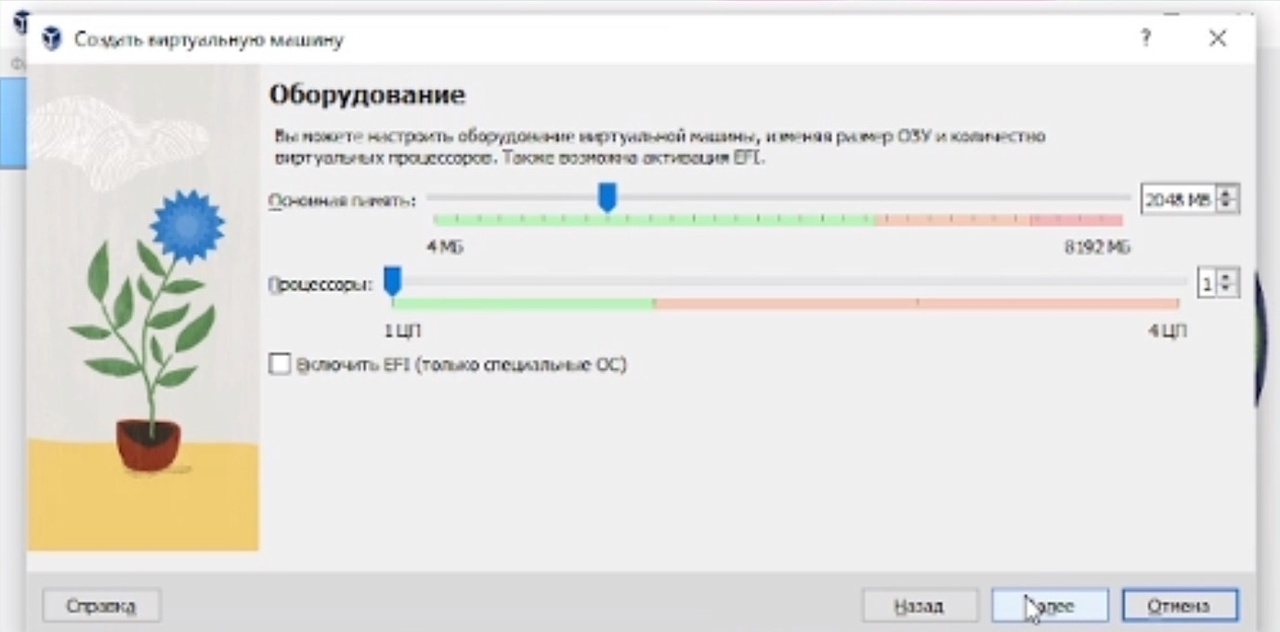 Создать виртуальную машину
?
Оборудование
Вы можете настроить оборудование виртуальной машины, изменяя размер ОЗУ и количество
виртуальных процессоров. Также возможна активация EFI.
Основная память:
2048 МБ
4 МБ
8192 МБ
Процессоры:
1
1 ЦП
4 ЦП
Включить EFI (только специальные ОС)
Справка
Назад
Далее
Отмена